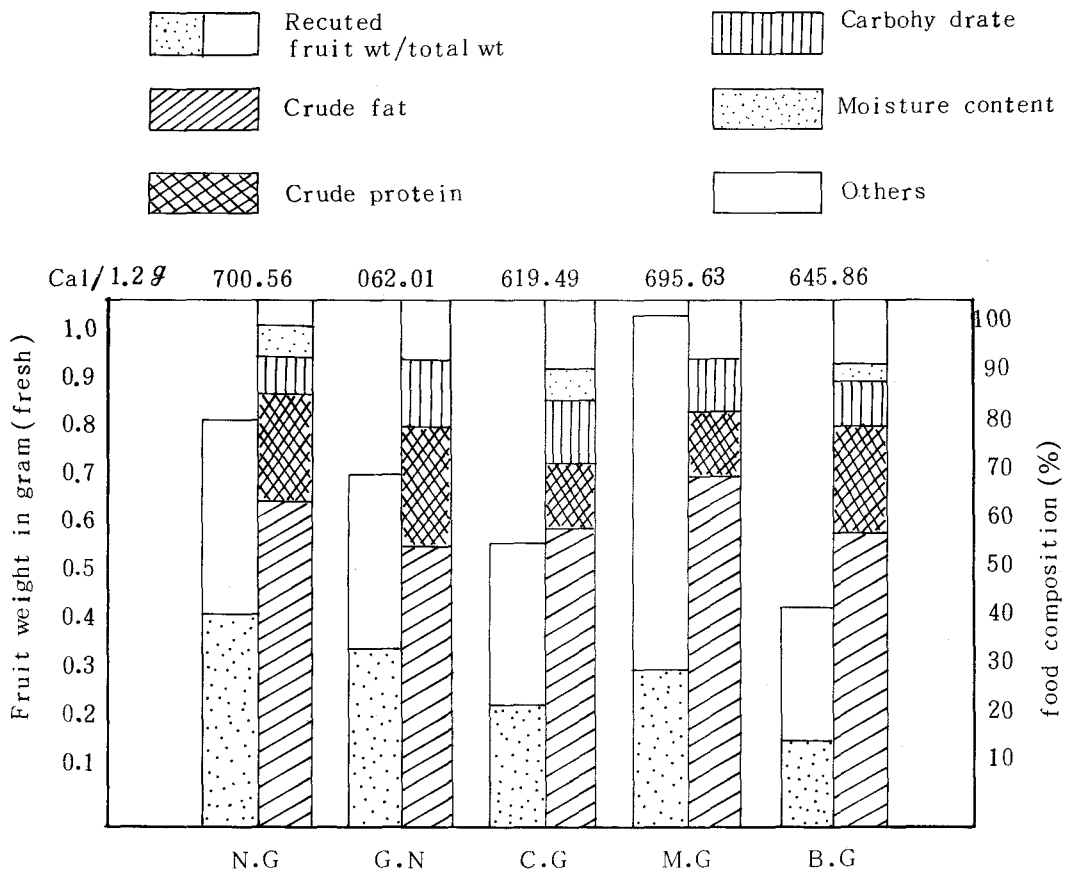 Recuted
fruit wt/total wt
Crude fat
Crude protein
Carbohy drate
Moisture content
Others
Cal/1.2g 700.56 062.01 619.49 695.63 645.86
Fruit weight in gram(fresh)
1.0
0.9
0.8
0.7
0.6
0.5
0.4
0.3
0.2
0.1
100
90
80
70
60
50
40
30
20
10
food composition (%)
N.G G.N C.G M.G B.G